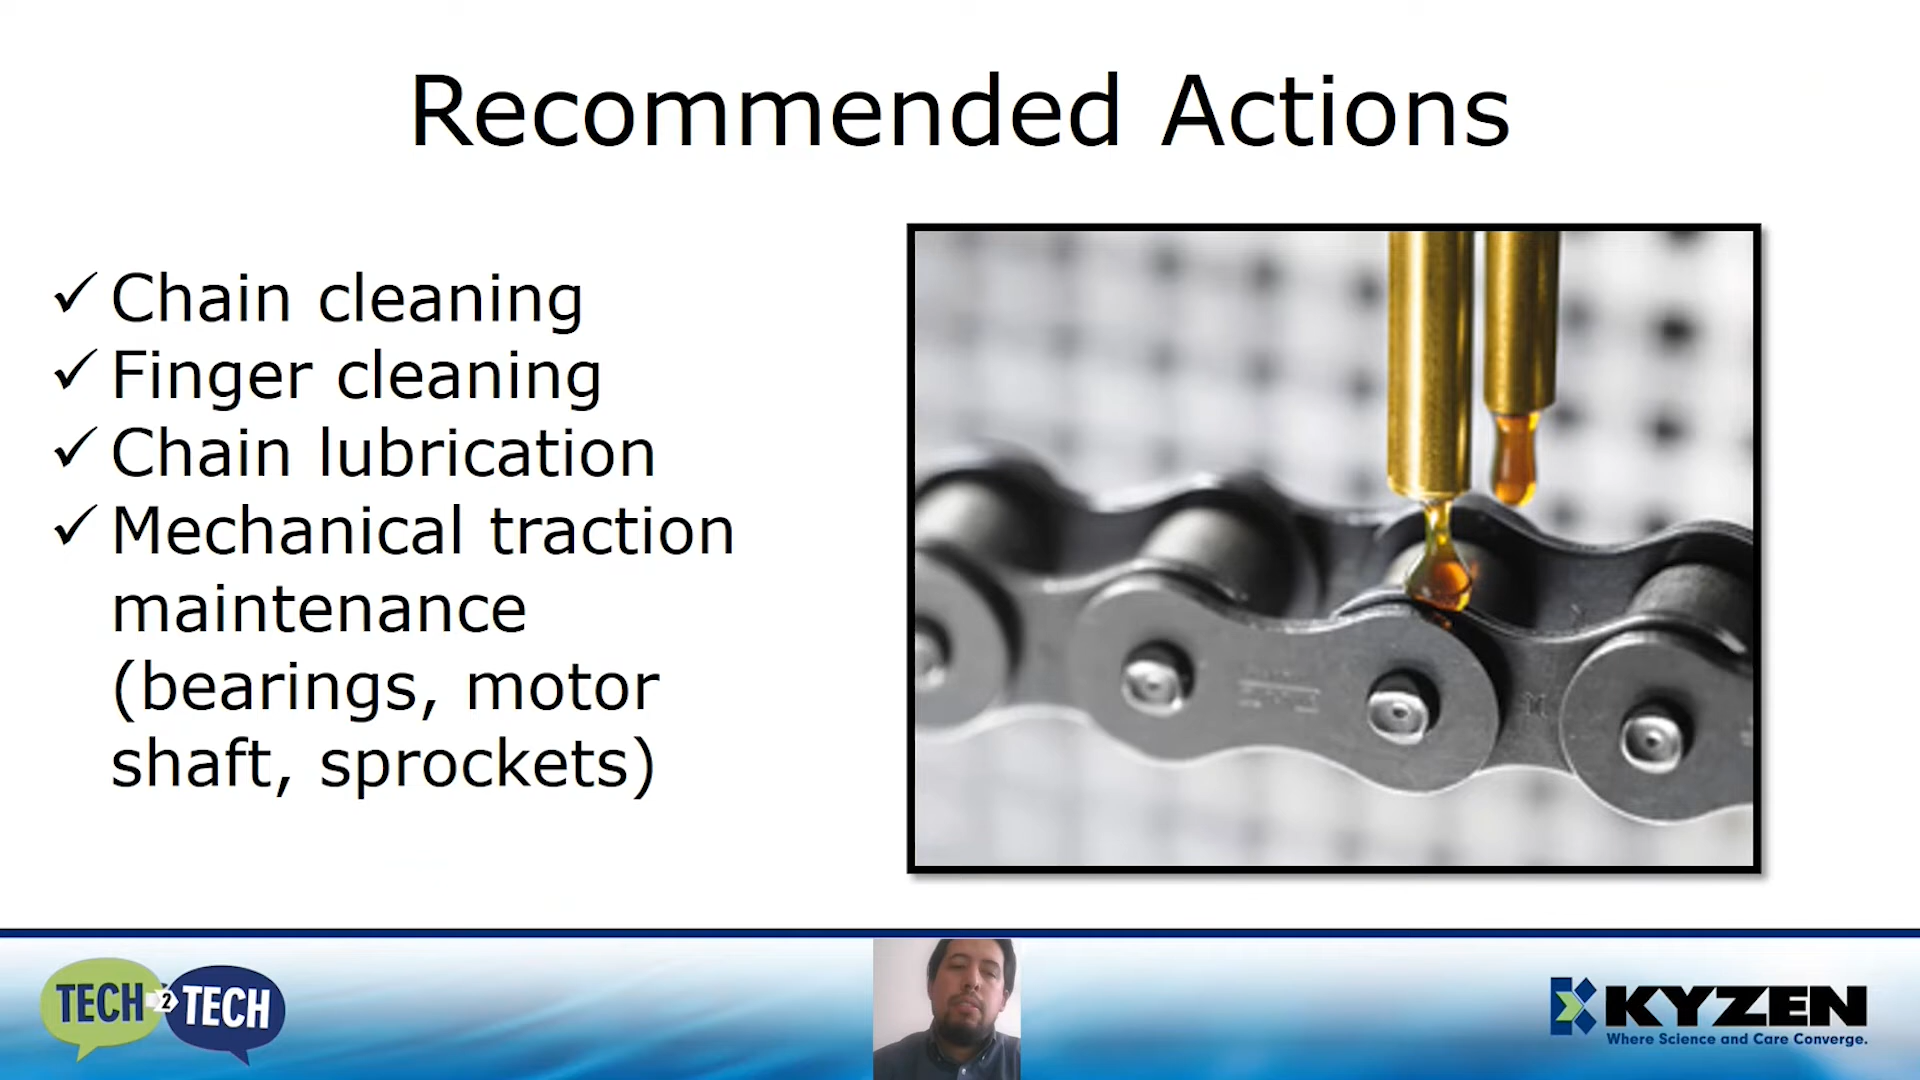 Recommended Actions
✓ Chain cleaning
✓ Finger cleaning
✓ Chain lubrication
✓ Mechanical traction
maintenance
(bearings, motor
shaft, sprockets)
TECH 2 TECH
KYZEN
Where Science and Care Converge.